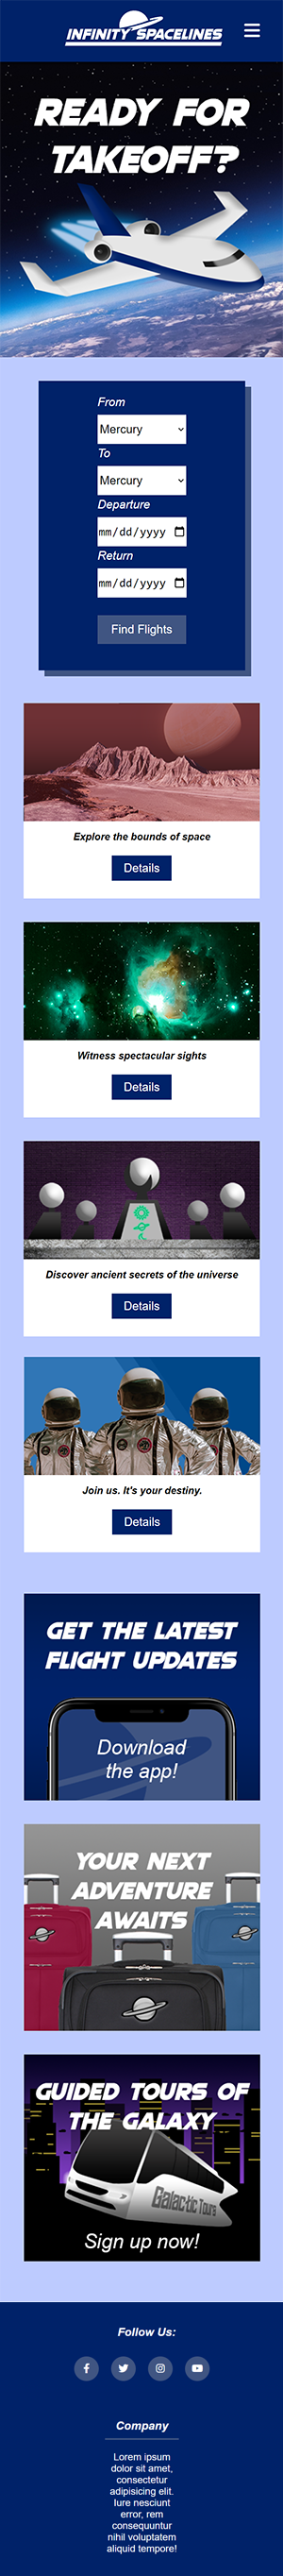 INFINITY SPACELINES
READY FOR
TAKEOFF?
From
Mercury
To
Mercury
Departure
mm/dd/yyyy
Return
mm/dd/yyyy
Find Flights
Explore the bounds of space
Details
Witness spectacular sights
Details
Discover ancient secrets of the universe
Details
Join us. It's your destiny.
Details
GET THE LATEST
FLIGHT UPDATES
Download
the app!
YOUR NEXT
ADVENTURE
AWAITS
GUIDED TOURS OF
THE GALAXY
Galactic Tours
Sign up now!
Follow Us:
Company
Lorem ipsum
dolor sit amet,
consectetur
adipisicing elit.
Iure nesciunt
error, rem
consequuntur
nihil voluptatem
aliquid tempore!